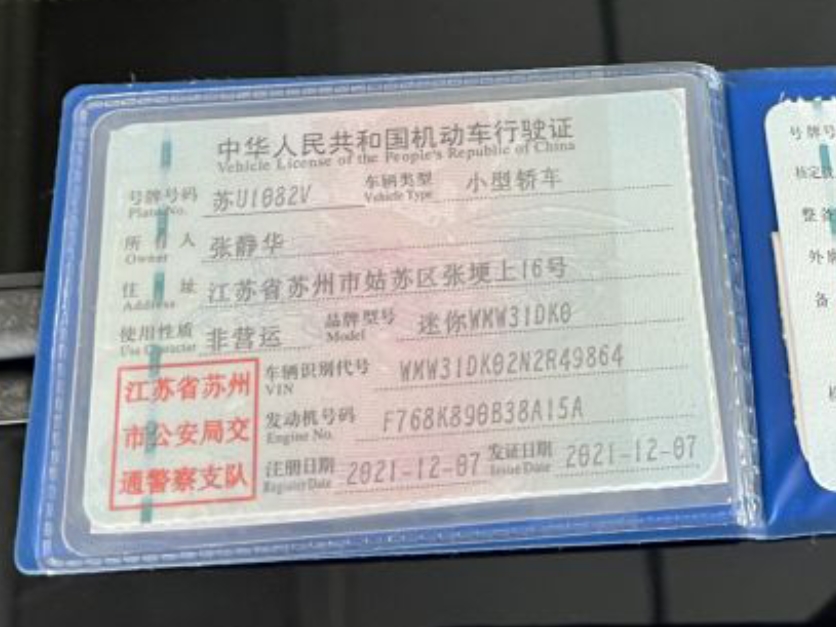 中华人民共和国机动车行驶证
Vehicle License of the People's Republic of China
号牌号码 苏U1082V 车辆类型 小型轿车
Plate No. Vehicle Type
所有人 张静华
Owner
住址 江苏省苏州市姑苏区张埂上16号
Address
使用性质 非营运 品牌型号 迷你WMW31DK0
Use Character Model
江苏省苏州
市公安局交
通警察支队
车辆识别代号 WMW31DK02N2R49864
VIN
发动机号码 F768K890B38A15A
Engine No.
注册日期 2021-12-07 发证日期 2021-12-07
Register Date Issue Date
号牌号
核定载
整备
外廓
备